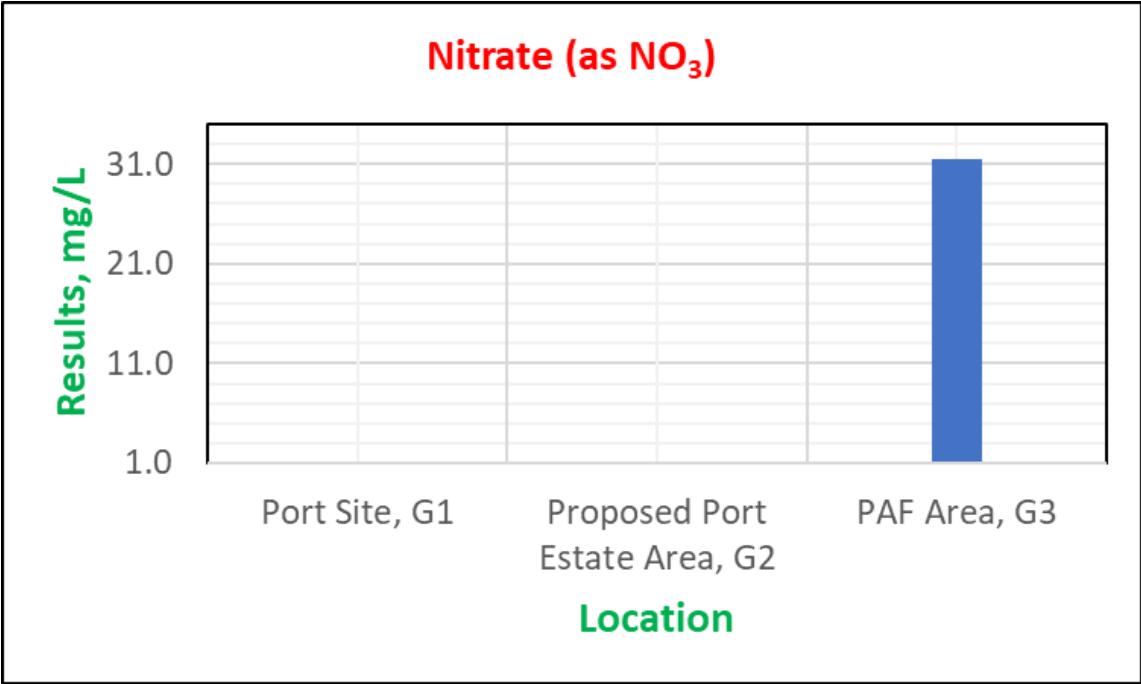 Nitrate (as NO₃)
Results, mg/L
31.0
21.0
11.0
1.0
Port Site, G1
Proposed Port
Estate Area, G2
PAF Area, G3
Location